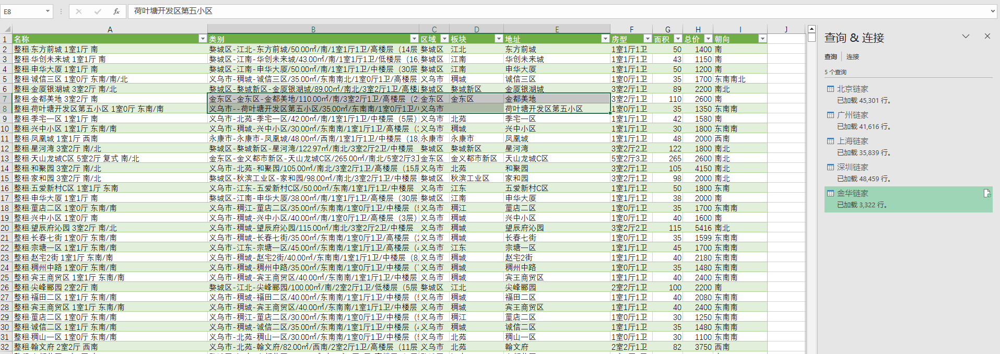 E8 fx 荷叶塘开发区第五小区
A B C D E F G H I J
1 名称 类别 区域 板块 地址 房型 面积 总价 朝向
2 整租·东方前城 1室1厅 南 婺城区-江北-东方前城/50.00㎡/南/1室1厅1卫/高楼层（14层 婺城区 江北 东方前城 1室1厅1卫 50 1400 南
3 整租·华创未来城 1室1厅 南 婺城区-江南-华创未来城/43.00㎡/南/1室1厅1卫/低楼层（16 婺城区 江南 华创未来城 1室1厅1卫 43 1150 南
4 整租·申华大厦 1室1厅 南 婺城区-江南-申华大厦/50.00㎡/南/1室1厅1卫/中楼层（30层 婺城区 江南 申华大厦 1室1厅1卫 50 1200 南
5 整租·诚信三区 1室0厅 东南/南/北 义乌市-稠城-诚信三区/35.00㎡/东南南北/1室0厅1卫/高楼层 义乌市 稠城 诚信三区 1室0厅1卫 35 1700 东南南北
6 整租·金厦银湖城 3室2厅 南/北 婺城区-婺城新区-金厦银湖城/89.00㎡/南北/3室2厅1卫/高楼 婺城区 婺城新区 金厦银湖城 3室2厅1卫 89 2200 南北
7 整租·金都美地 3室2厅 南 金东区-金东区-金都美地/110.00㎡/南/3室2厅1卫/高楼层（2 金东区 金东区 金都美地 3室2厅1卫 110 2600 南
8 整租·荷叶塘开发区第五小区 1室0厅 东南/南 义乌市--荷叶塘开发区第五小区/35.00㎡/东南南/1室0厅1卫/ 义乌市 荷叶塘开发区第五小区 1室0厅1卫 35 1350 东南南
9 整租·季宅一区 1室1厅 南 义乌市-北苑-季宅一区/42.00㎡/南/1室1厅1卫/中楼层（5层） 义乌市 北苑 季宅一区 1室1厅1卫 42 1580 南
10 整租·兴中小区 1室1厅 东南/南 义乌市-稠城-兴中小区/30.00㎡/东南南/1室1厅1卫/高楼层（ 义乌市 稠城 兴中小区 1室1厅1卫 30 1800 东南南
11 整租·凤凰城 1室1厅 西南 永康市-永康市-凤凰城/48.00㎡/西南/1室1厅1卫/中楼层（18 永康市 永康市 凤凰城 1室1厅1卫 48 2000 西南
12 整租·星河湾 3室2厅 南/北 婺城区-婺城新区-星河湾/122.97㎡/南北/3室2厅2卫/中楼层 婺城区 婺城新区 星河湾 3室2厅2卫 122 1800 南北
13 整租·天山龙城C区 5室2厅 复式 南/北 金东区-金义都市新区-天山龙城C区/265.00㎡/南北/5室2厅3 金东区 金义都市新区 天山龙城C区 5室2厅3卫 265 2600 南北
14 整租·和聚园 3室2厅 南/北 义乌市-北苑-和聚园/105.00㎡/南北/3室2厅1卫/高楼层（15层 义乌市 北苑 和聚园 3室2厅1卫 105 4150 南北
15 整租·家和园 3室2厅 南/北 婺城区-秋滨工业区-家和园/98.00㎡/南北/3室2厅1卫/中楼层 婺城区 秋滨工业区 家和园 3室2厅1卫 98 2000 南北
16 整租·五爱新村C区 1室1厅 东南 义乌市-江东-五爱新村C区/50.00㎡/东南/1室1厅1卫/高楼层 义乌市 江东 五爱新村C区 1室1厅1卫 50 1800 东南
17 整租·申华大厦 1室1厅 南 婺城区-江南-申华大厦/38.00㎡/南/1室1厅1卫/高楼层（30层 婺城区 江南 申华大厦 1室1厅1卫 38 2000 南
18 整租·童店二区 1室0厅 东南/南 义乌市-稠江-童店二区/35.00㎡/东南南/1室0厅1卫/中楼层（ 义乌市 稠江 童店二区 1室0厅1卫 35 1700 东南南
19 整租·兴中小区 1室0厅 南 义乌市-稠城-兴中小区/40.00㎡/南/1室0厅1卫/高楼层（3层） 义乌市 稠城 兴中小区 1室0厅1卫 40 1600 南
20 整租·望辰府沁园 3室2厅 南/北 义乌市-稠城-望辰府沁园/115.00㎡/南北/3室2厅2卫/中楼层 义乌市 稠城 望辰府沁园 3室2厅2卫 115 5416 南北
21 整租·长春七街 1室0厅 东南/南 义乌市-稠城-长春七街/35.00㎡/东南南/1室0厅1卫/高楼层（ 义乌市 稠城 长春七街 1室0厅1卫 35 1599 东南南
22 整租·宗塘一区 1室1厅 东南/南 义乌市-江东-宗塘一区/45.00㎡/东南南/1室1厅1卫/高楼层（ 义乌市 江东 宗塘一区 1室1厅1卫 45 1700 东南南
23 整租·赵宅2街 1室1厅 东南/南 义乌市-稠城-赵宅2街/40.00㎡/东南南/1室1厅1卫/中楼层（8 义乌市 稠城 赵宅2街 1室1厅1卫 40 2180 东南南
24 整租·稠州中路 1室0厅 东南/南 义乌市-稠城-稠州中路/35.00㎡/东南南/1室0厅1卫/高楼层（ 义乌市 稠城 稠州中路 1室0厅1卫 35 1480 东南南
25 整租·宾王商贸区 1室1厅 东南/南 义乌市-稠城-宾王商贸区/40.00㎡/东南南/1室1厅1卫/中楼层 义乌市 稠城 宾王商贸区 1室1厅1卫 40 2400 东南南
26 整租·尖峰郦园 2室2厅 南 婺城区-江北-尖峰郦园/100.00㎡/南/2室2厅1卫/低楼层（5层 婺城区 江北 尖峰郦园 2室2厅1卫 100 2200 南
27 整租·福田二区 1室1厅 东南/南 义乌市-稠城-福田二区/40.00㎡/东南南/1室1厅1卫/中楼层（ 义乌市 稠城 福田二区 1室1厅1卫 40 2080 东南南
28 整租·宾王商贸区 1室1厅 东南/南 义乌市-稠城-宾王商贸区/40.00㎡/东南南/1室1厅1卫/中楼层 义乌市 稠城 宾王商贸区 1室1厅1卫 40 2400 东南南
29 整租·童店二区 1室0厅 东南/南 义乌市-稠江-童店二区/30.00㎡/东南南/1室0厅1卫/中楼层（ 义乌市 稠江 童店二区 1室0厅1卫 30 1250 东南南
30 整租·诚信二区 1室1厅 东南/南 义乌市-稠城-诚信二区/35.00㎡/东南南/1室1厅1卫/中楼层（ 义乌市 稠城 诚信二区 1室1厅1卫 35 1480 东南南
31 整租·稠山一区 1室0厅 东南/南 义乌市-北苑-稠山一区/30.00㎡/东南南/1室0厅1卫/中楼层（ 义乌市 北苑 稠山一区 1室0厅1卫 30 1100 东南南
32 整租·翰文府 2室2厅 西南 义乌市-北苑-翰文府/82.00㎡/西南/2室2厅1卫/高楼层（11层 义乌市 北苑 翰文府 2室2厅1卫 82 3750 西南
查询 & 连接
查询 连接
5 个查询
北京链家
已加载 45,301 行。
广州链家
已加载 41,616 行。
上海链家
已加载 35,839 行。
深圳链家
已加载 48,459 行。
金华链家
已加载 3,322 行。